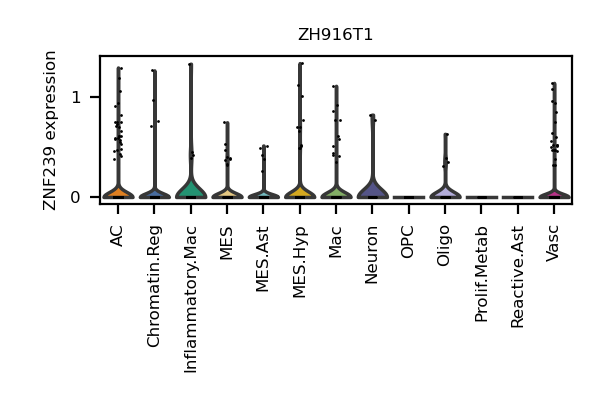 ZH916T1
ZNF239 expression
1
0
AC
Chromatin.Reg
Inflammatory.Mac
MES
MES.Ast
MES.Hyp
Mac
Neuron
OPC
Oligo
Prolif.Metab
Reactive.Ast
Vasc